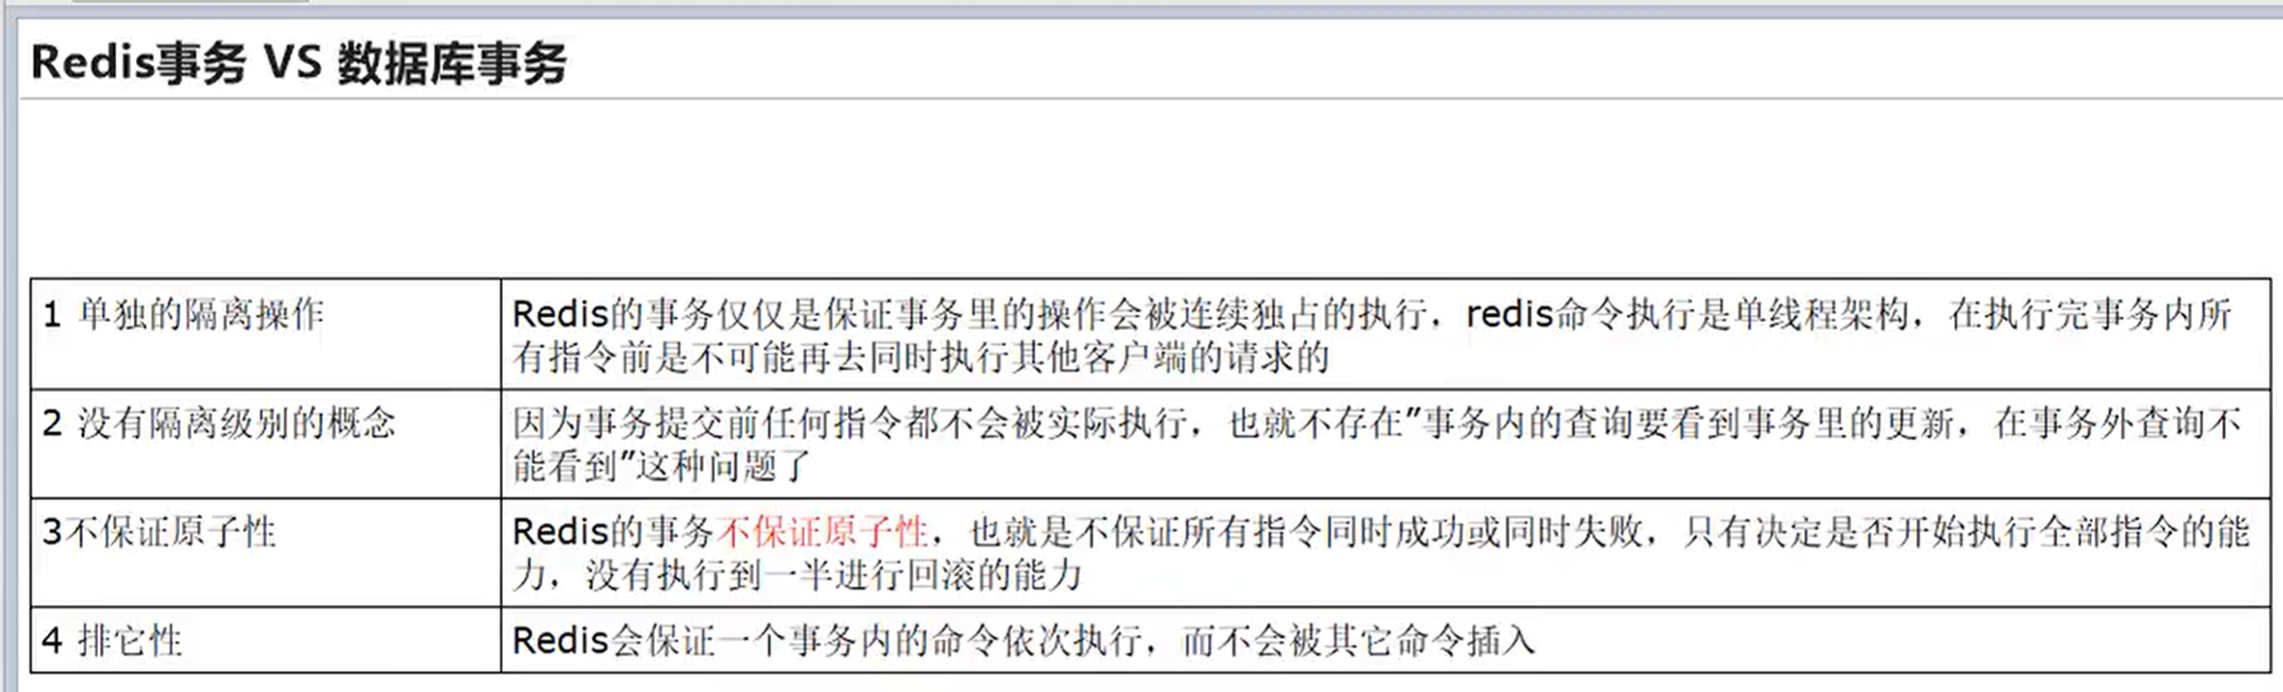 Redis事务 VS 数据库事务
1 单独的隔离操作
Redis的事务仅仅是保证事务里的操作会被连续独占的执行，redis命令执行是单线程架构，在执行完事务内所
有指令前是不可能再去同时执行其他客户端的请求的
2 没有隔离级别的概念
因为事务提交前任何指令都不会被实际执行，也就不存在”事务内的查询要看到事务里的更新，在事务外查询不
能看到”这种问题了
3不保证原子性
Redis的事务不保证原子性，也就是不保证所有指令同时成功或同时失败，只有决定是否开始执行全部指令的能
力，没有执行到一半进行回滚的能力
4 排它性
Redis会保证一个事务内的命令依次执行，而不会被其它命令插入